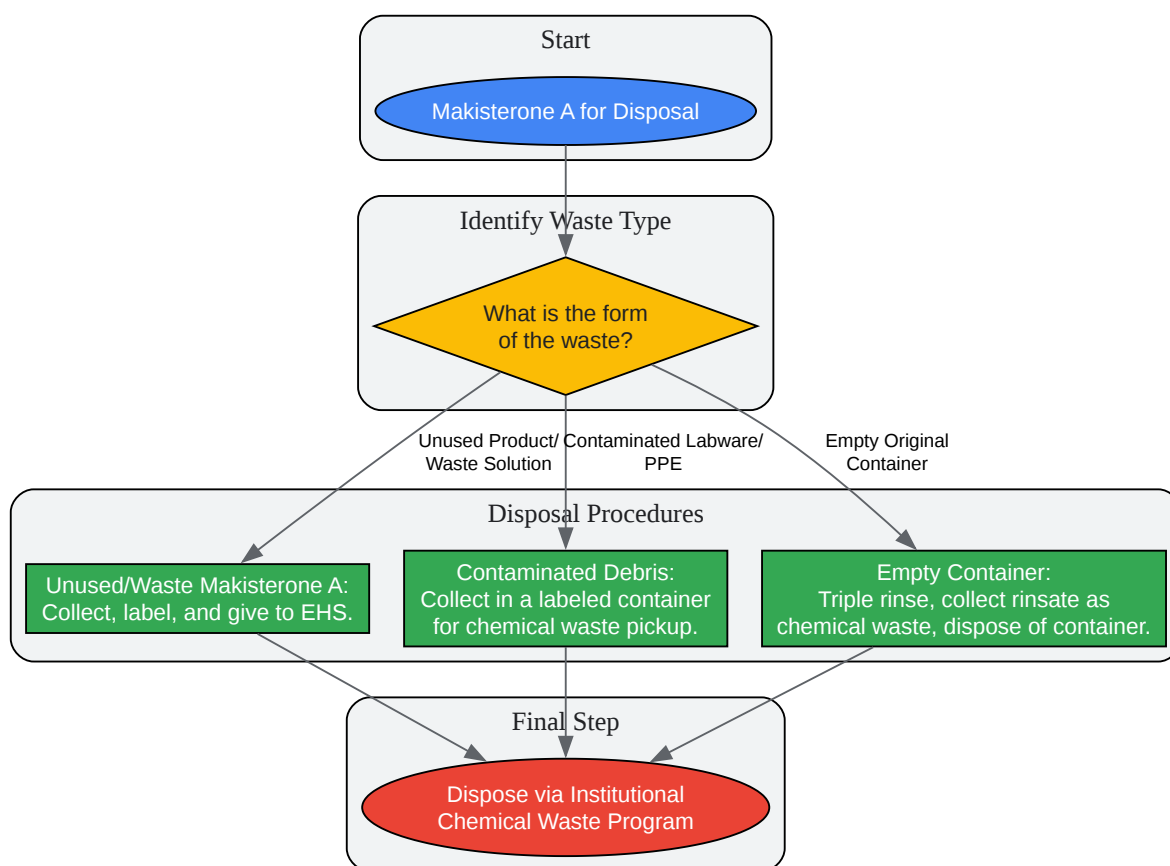 Start
Makisterone A for Disposal
Identify Waste Type
What is the form
of the waste?
Unused Product/
Waste Solution
Contaminated Labware/
PPE
Empty Original
Container
Disposal Procedures
Unused/Waste Makisterone A:
Collect, label, and give to EHS.
Contaminated Debris:
Collect in a labeled container
for chemical waste pickup.
Empty Container:
Triple rinse, collect rinsate as
chemical waste, dispose of container.
Final Step
Dispose via Institutional
Chemical Waste Program